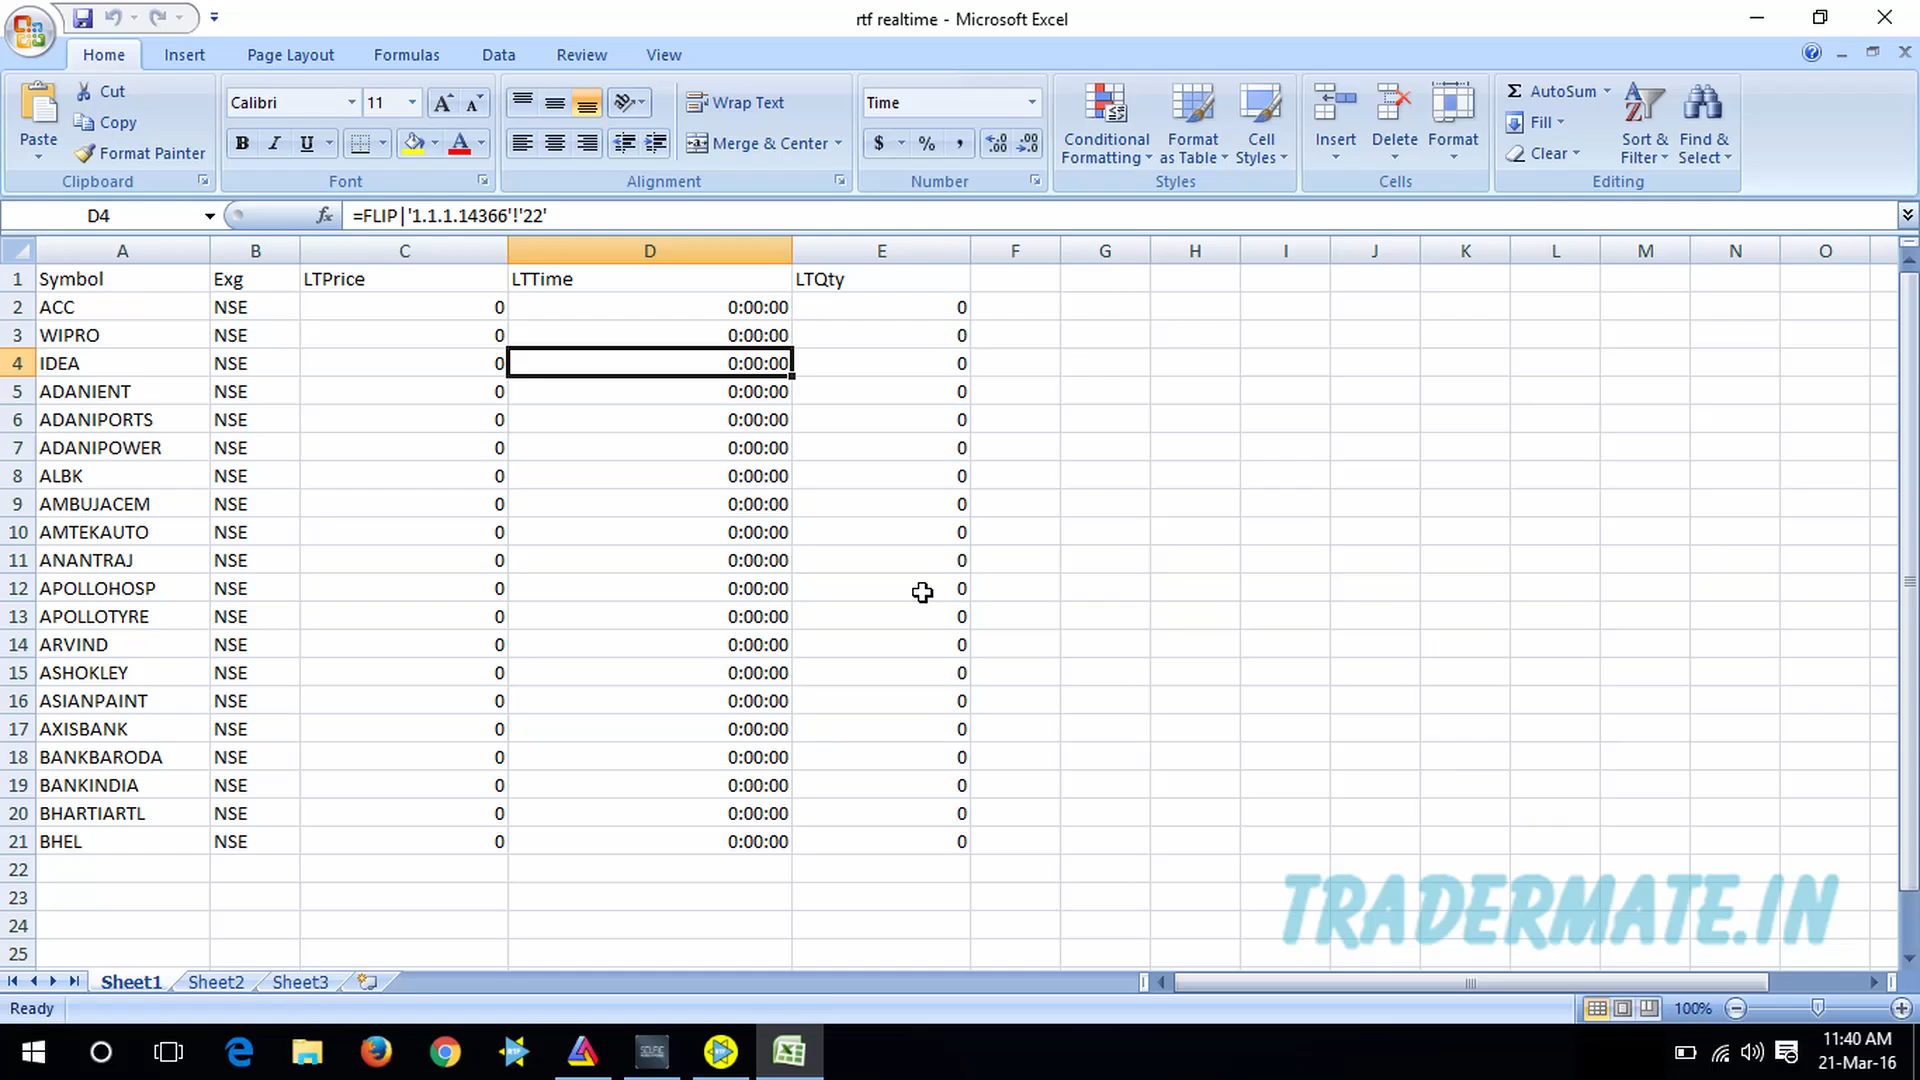 rtf realtime - Microsoft Excel
Home Insert Page Layout Formulas Data Review View
Paste
Cut
Copy
Format Painter
Clipboard
Calibri 11
B I U
Font
Wrap Text
Merge & Center
Alignment
Time
$ % ,
Number
Conditional Formatting
Format as Table
Cell Styles
Styles
Insert Delete Format
Cells
Σ AutoSum
Fill
Clear
Sort & Filter
Find & Select
Editing
D4 fx =FLIP|'1.1.1.14366'!'22'
A B C D E F G H I J K L M N O
1 Symbol Exg LTPrice LTTime LTQty
2 ACC NSE 0 0:00:00 0
3 WIPRO NSE 0 0:00:00 0
4 IDEA NSE 0 0:00:00 0
5 ADANIENT NSE 0 0:00:00 0
6 ADANIPORTS NSE 0 0:00:00 0
7 ADANIPOWER NSE 0 0:00:00 0
8 ALBK NSE 0 0:00:00 0
9 AMBUJACEM NSE 0 0:00:00 0
10 AMTEKAUTO NSE 0 0:00:00 0
11 ANANTRAJ NSE 0 0:00:00 0
12 APOLLOHOSP NSE 0 0:00:00 0
13 APOLLOTYRE NSE 0 0:00:00 0
14 ARVIND NSE 0 0:00:00 0
15 ASHOKLEY NSE 0 0:00:00 0
16 ASIANPAINT NSE 0 0:00:00 0
17 AXISBANK NSE 0 0:00:00 0
18 BANKBARODA NSE 0 0:00:00 0
19 BANKINDIA NSE 0 0:00:00 0
20 BHARTIARTL NSE 0 0:00:00 0
21 BHEL NSE 0 0:00:00 0
22
23
24
25
TRADERMATE.IN
Sheet1 Sheet2 Sheet3
Ready 100%
11:40 AM
21-Mar-16